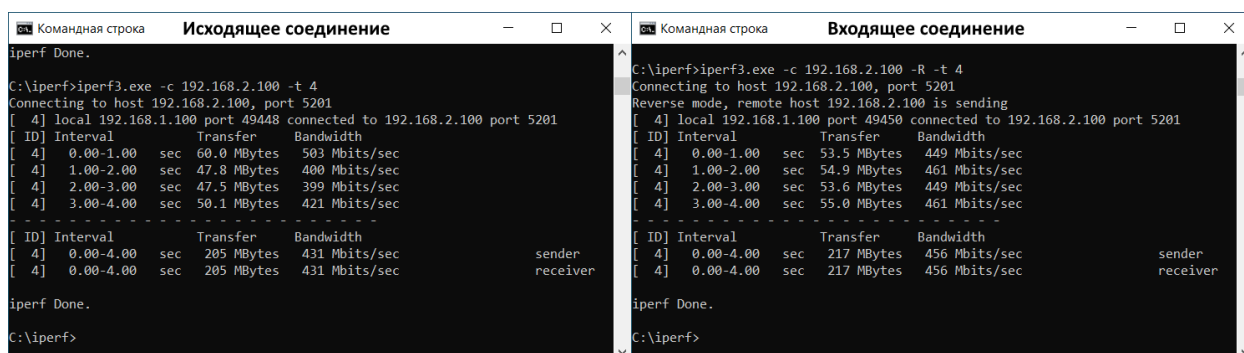 Командная строка Исходящее соединение
iperf Done.
C:\iperf>iperf3.exe -c 192.168.2.100 -t 4
Connecting to host 192.168.2.100, port 5201
[  4] local 192.168.1.100 port 49448 connected to 192.168.2.100 port 5201
[ ID] Interval           Transfer     Bandwidth
[  4]   0.00-1.00   sec  60.0 MBytes   503 Mbits/sec
[  4]   1.00-2.00   sec  47.8 MBytes   400 Mbits/sec
[  4]   2.00-3.00   sec  47.5 MBytes   399 Mbits/sec
[  4]   3.00-4.00   sec  50.1 MBytes   421 Mbits/sec
- - - - - - - - - - - - - - - - - - - - - - - - -
[ ID] Interval           Transfer     Bandwidth
[  4]   0.00-4.00   sec   205 MBytes   431 Mbits/sec                  sender
[  4]   0.00-4.00   sec   205 MBytes   431 Mbits/sec                  receiver
iperf Done.
C:\iperf>
Командная строка Входящее соединение
C:\iperf>iperf3.exe -c 192.168.2.100 -R -t 4
Connecting to host 192.168.2.100, port 5201
Reverse mode, remote host 192.168.2.100 is sending
[  4] local 192.168.1.100 port 49450 connected to 192.168.2.100 port 5201
[ ID] Interval           Transfer     Bandwidth
[  4]   0.00-1.00   sec  53.5 MBytes   449 Mbits/sec
[  4]   1.00-2.00   sec  54.9 MBytes   461 Mbits/sec
[  4]   2.00-3.00   sec  53.6 MBytes   449 Mbits/sec
[  4]   3.00-4.00   sec  55.0 MBytes   461 Mbits/sec
- - - - - - - - - - - - - - - - - - - - - - - - -
[ ID] Interval           Transfer     Bandwidth
[  4]   0.00-4.00   sec   217 MBytes   456 Mbits/sec                  sender
[  4]   0.00-4.00   sec   217 MBytes   456 Mbits/sec                  receiver
iperf Done.
C:\iperf>